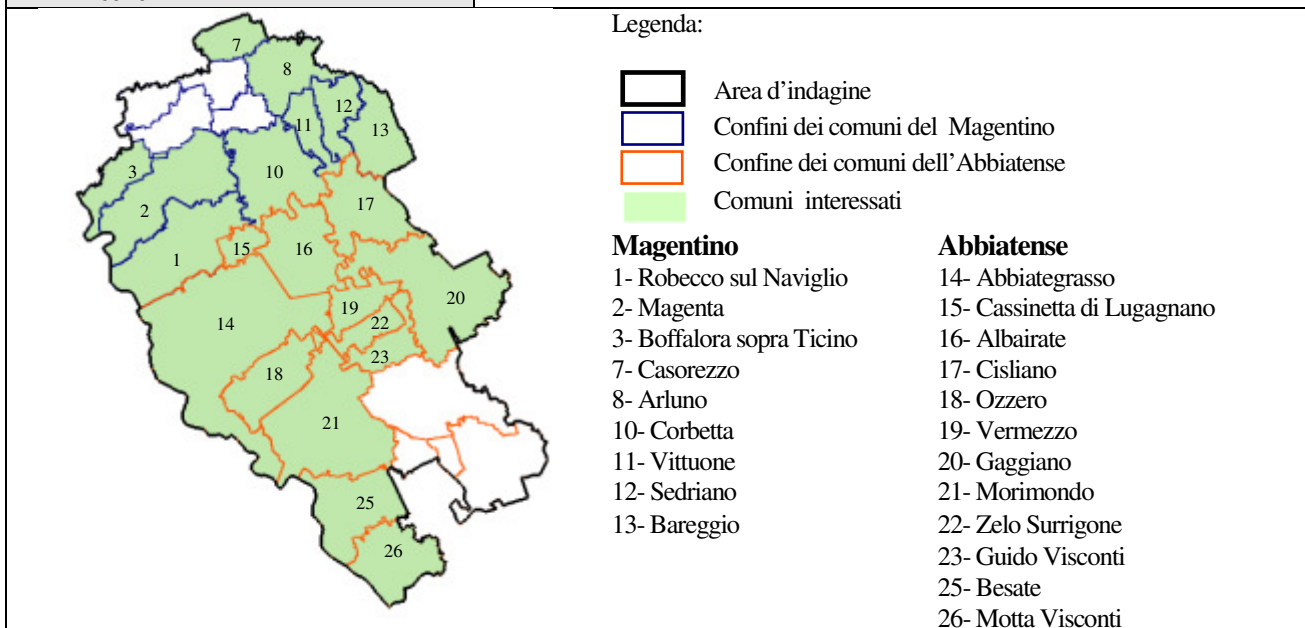 Legenda:
Area d'indagine
Confini dei comuni del Magentino
Confine dei comuni dell'Abbiatense
Comuni interessati
Magentino
1- Robecco sul Naviglio
2- Magenta
3- Boffalora sopra Ticino
7- Casorezzo
8- Arluno
10- Corbetta
11- Vittuone
12- Sedriano
13- Bareggio
Abbiatense
14- Abbiategrasso
15- Cassinetta di Lugagnano
16- Albairate
17- Cisliano
18- Ozzero
19- Vermezzo
20- Gaggiano
21- Morimondo
22- Zelo Surrigone
23- Guido Visconti
25- Besate
26- Motta Visconti
7
8
12
11
13
3
10
2
17
15
16
1
20
19
14
22
23
18
21
25
26